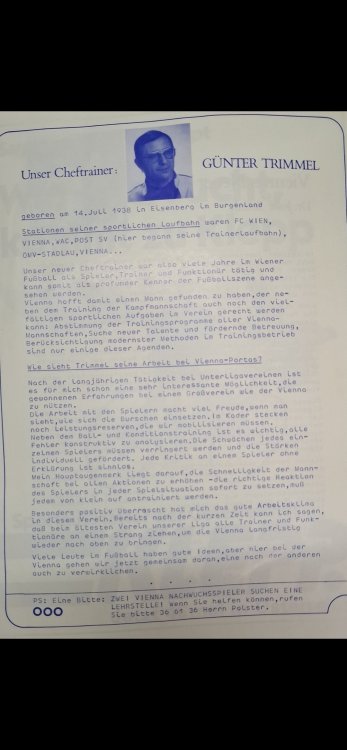 Unser Cheftrainer: GÜNTER TRIMMEL
geboren am 14.Juli 1938 in Eisenberg im Burgenland
Stationen seiner sportlichen Laufbahn waren FC WIEN,
VIENNA,WAC,POST SV (hier begann seine Trainerlaufbahn),
ÖMV-STADLAU,VIENNA...
Unser neuer Cheftrainer war also viele Jahre im Wiener
Fußball als Spieler,Trainer und Funktionär tätig und
kann somit als profunder Kenner der Fußballszene ange-
sehen werden.
Vienna hofft damit einen Mann gefunden zu haben,der ne-
ben dem Training der Kampfmannschaft auch noch den viel-
fältigen sportlichen Aufgaben im Verein gerecht werden
kann: Abstimmung der Trainingsprogramme aller Vienna-
Mannschaften,Suche neuer Talente und fördernde Betreuung,
Berücksichtigung modernster Methoden im Trainingsbetrieb
sind nur einige dieser Agenden.
Wie sieht Trimmel seine Arbeit bei Vienna-Portas?
Nach der langjährigen Tätigkeit bei Unterligavereinen ist
es für mich schon eine sehr interessante Möglichkeit,die
gewonnenen Erfahrungen bei einem Großverein wie der Vienna
zu nützen.
Die Arbeit mit den Spielern macht viel Freude,wenn man
sieht,wie sich die Burschen einsetzen.Im Kader stecken
noch Leistungsreserven,die wir mobilisieren müssen.
Neben dem Ball- und Konditionstraining ist es wichtig,alle
Fehler konstruktiv zu analysieren.Die Schwächen jedes ein-
zelnen Spielers müssen verringert werden und die Stärken
individuell gefördert. Jede Kritik an einem Spieler ohne
Erklärung ist sinnlos.
Mein Hauptaugenmerk liegt darauf,die Schnelligkeit der Mann-
schaft bei allen Aktionen zu erhöhen -die richtige Reaktion
des Spielers in jeder Spielsituation sofort zu setzen,muß
jedem von klein auf antrainiert werden.
Besonders positiv überrascht hat mich das gute Arbeitsklima
in diesem Verein.Bereits nach der kurzen Zeit kann ich sagen,
daß beim ältesten Verein unserer Liga alle Trainer und Funk-
tionäre an einem Strang ziehen,um die Vienna langfristig
wieder nach oben zu bringen.
Viele Leute im Fußball haben gute Ideen,aber hier bei der
Vienna gehen wir jetzt gemeinsam daran,eine nach der anderen
auch zu verwirklichen.
PS: Eine Bitte: ZWEI VIENNA NACHWUCHSSPIELER SUCHEN EINE
LEHRSTELLE! Wenn Sie helfen können,rufen
Sie bitte 36 61 36 Herrn Polster.